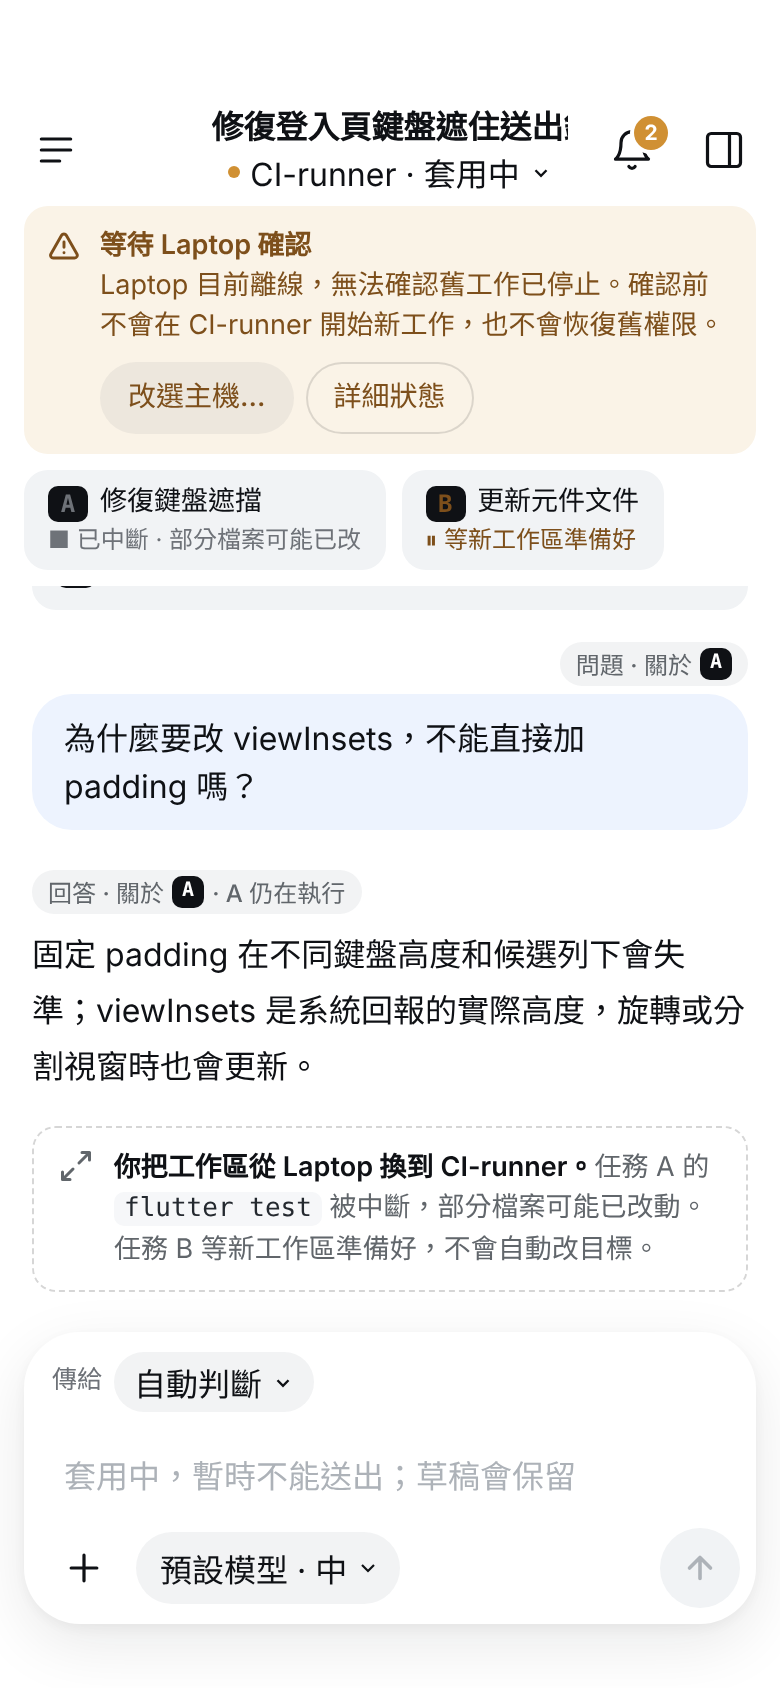 修復登入頁鍵盤遮住送出
CI-runner · 套用中
2
等待 Laptop 確認
Laptop 目前離線，無法確認舊工作已停止。確認前
不會在 CI-runner 開始新工作，也不會恢復舊權限。
改選主機... 詳細狀態
A 修復鍵盤遮擋
已中斷 · 部分檔案可能已改
B 更新元件文件
等新工作區準備好
問題 · 關於 A
為什麼要改 viewInsets，不能直接加
padding 嗎？
回答 · 關於 A · A 仍在執行
固定 padding 在不同鍵盤高度和候選列下會失
準；viewInsets 是系統回報的實際高度，旋轉或分
割視窗時也會更新。
你把工作區從 Laptop 換到 CI-runner。任務 A 的
flutter test 被中斷，部分檔案可能已改動。
任務 B 等新工作區準備好，不會自動改目標。
傳給 自動判斷
套用中，暫時不能送出；草稿會保留
預設模型 · 中